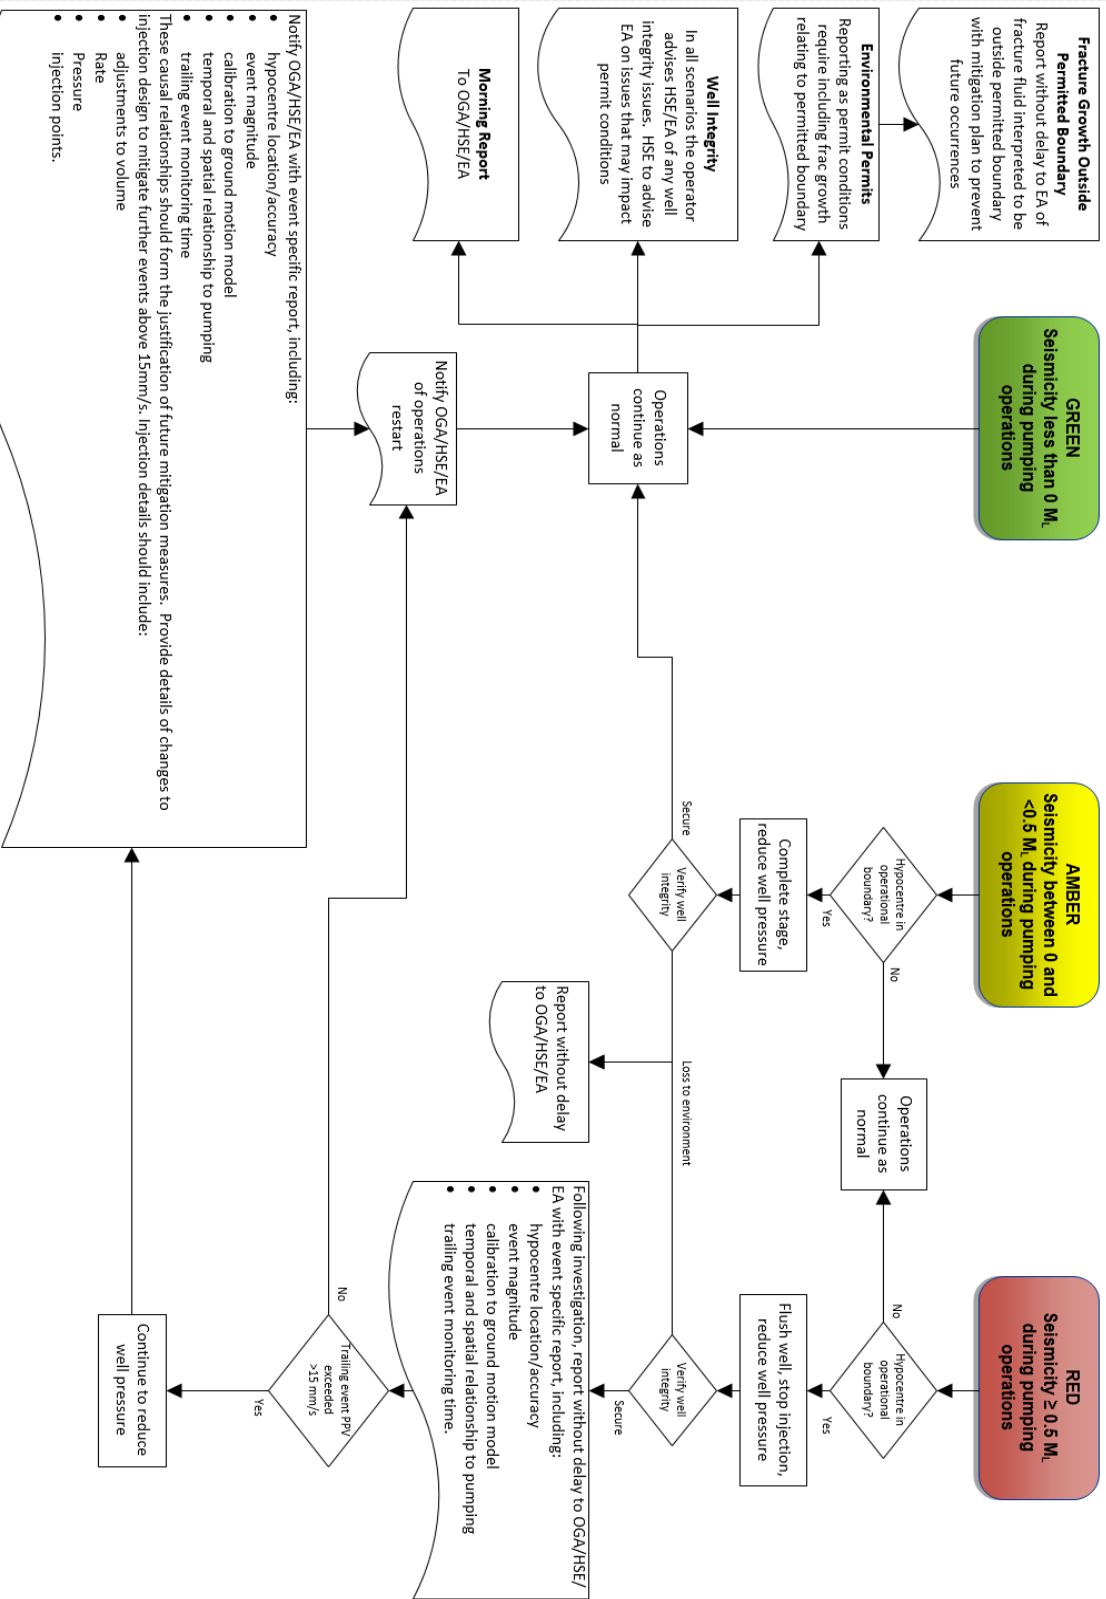 Fracture Growth Outside
Permitted Boundary
Report without delay to EA of
fracture fluid interpreted to be
outside permitted boundary
with mitigation plan to prevent
future occurrences
Environmental Permits
Reporting as permit conditions
require including frac growth
relating to permitted boundary
Well Integrity
In all scenarios the operator
advises HSE/EA of any well
integrity issues. HSE to advise
EA on issues that may impact
permit conditions
Morning Report
To OGA/HSE/EA
GREEN
Seismicity less than 0 ML
during pumping
operations
Operations
continue as
normal
Notify OGA/HSE/EA
of operations
restart
AMBER
Seismicity between 0 and
<0.5 ML during pumping
operations
Hypocentre in
operational
boundary?
Yes
No
Complete stage,
reduce well pressure
Verify well
integrity
Secure
Loss to environment
Report without delay
to OGA/HSE/EA
Operations
continue as
normal
RED
Seismicity ≥ 0.5 ML
during pumping
operations
Hypocentre in
operational
boundary?
No
Yes
Flush well, stop injection,
reduce well pressure
Verify well
integrity
Secure
Following investigation, report without delay to OGA/HSE/
EA with event specific report, including:
• hypocentre location/accuracy
• event magnitude
• calibration to ground motion model
• temporal and spatial relationship to pumping
• trailing event monitoring time.
Trailing event PPV
exceeded
>15 mm/s
No
Yes
Continue to reduce
well pressure
Notify OGA/HSE/EA with event specific report, including:
• hypocentre location/accuracy
• event magnitude
• calibration to ground motion model
• temporal and spatial relationship to pumping
• trailing event monitoring time
These causal relationships should form the justification of future mitigation measures. Provide details of changes to
injection design to mitigate further events above 15mm/s. Injection details should include:
• adjustments to volume
• Rate
• Pressure
• injection points.